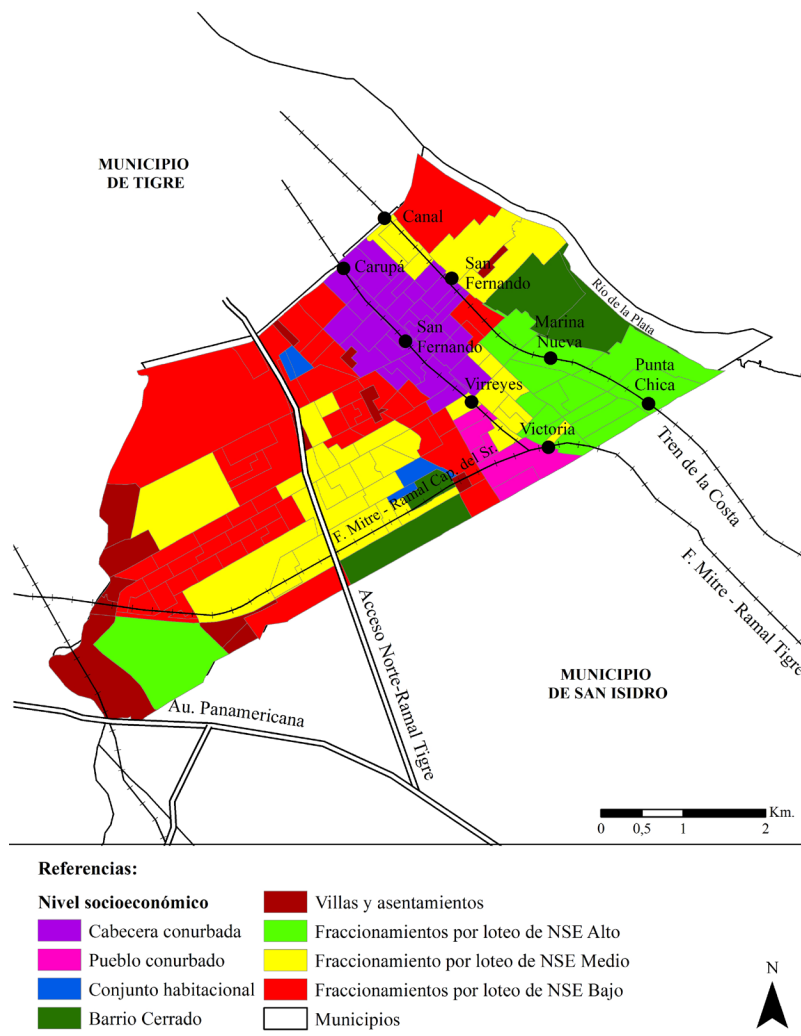 MUNICIPIO
DE TIGRE
Canal
Carupá
San
Fernando
Río de la Plata
San
Fernando
Marina
Nueva
Punta
Chica
Virreyes
Victoria
Tren de la Costa
F. Mitre - Ramal Cap. del Sr.
F. Mitre - Ramal Tigre
Acceso Norte-Ramal Tigre
MUNICIPIO
DE SAN ISIDRO
Au. Panamericana
Km.
0 0,5 1 2
Referencias:
Nivel socioeconómico
Cabecera conurbada
Pueblo conurbado
Conjunto habitacional
Barrio Cerrado
Villas y asentamientos
Fraccionamientos por loteo de NSE Alto
Fraccionamiento por loteo de NSE Medio
Fraccionamientos por loteo de NSE Bajo
Municipios
N